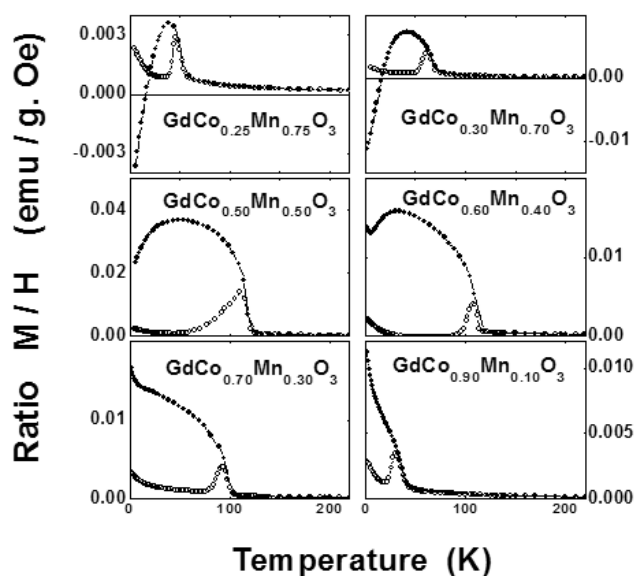 Ratio M / H (emu / g. Oe)
0.003
0.000
-0.003
GdCo0.25Mn0.75O3
0.00
-0.01
GdCo0.30Mn0.70O3
0.04
0.02
0.00
GdCo0.50Mn0.50O3
0.01
0.00
GdCo0.60Mn0.40O3
0.01
0.00
GdCo0.70Mn0.30O3
0.010
0.005
0.000
GdCo0.90Mn0.10O3
0 100 200
0 100 200
Temperature (K)